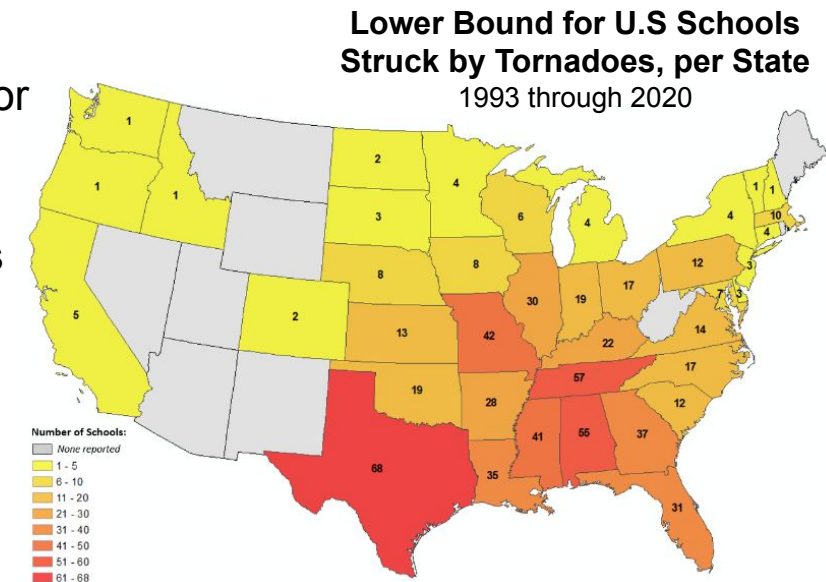 Lower Bound for U.S Schools
Struck by Tornadoes, per State
1993 through 2020
or
s
1
1
1
2
3
4
6
4
4
1
1
10
4
3
3
7
12
8
8
5
2
13
42
30
19
17
22
14
17
12
57
19
28
41
55
37
35
68
31
Number of Schools:
None reported
1 - 5
6 - 10
11 - 20
21 - 30
31 - 40
41 - 50
51 - 60
61 - 68